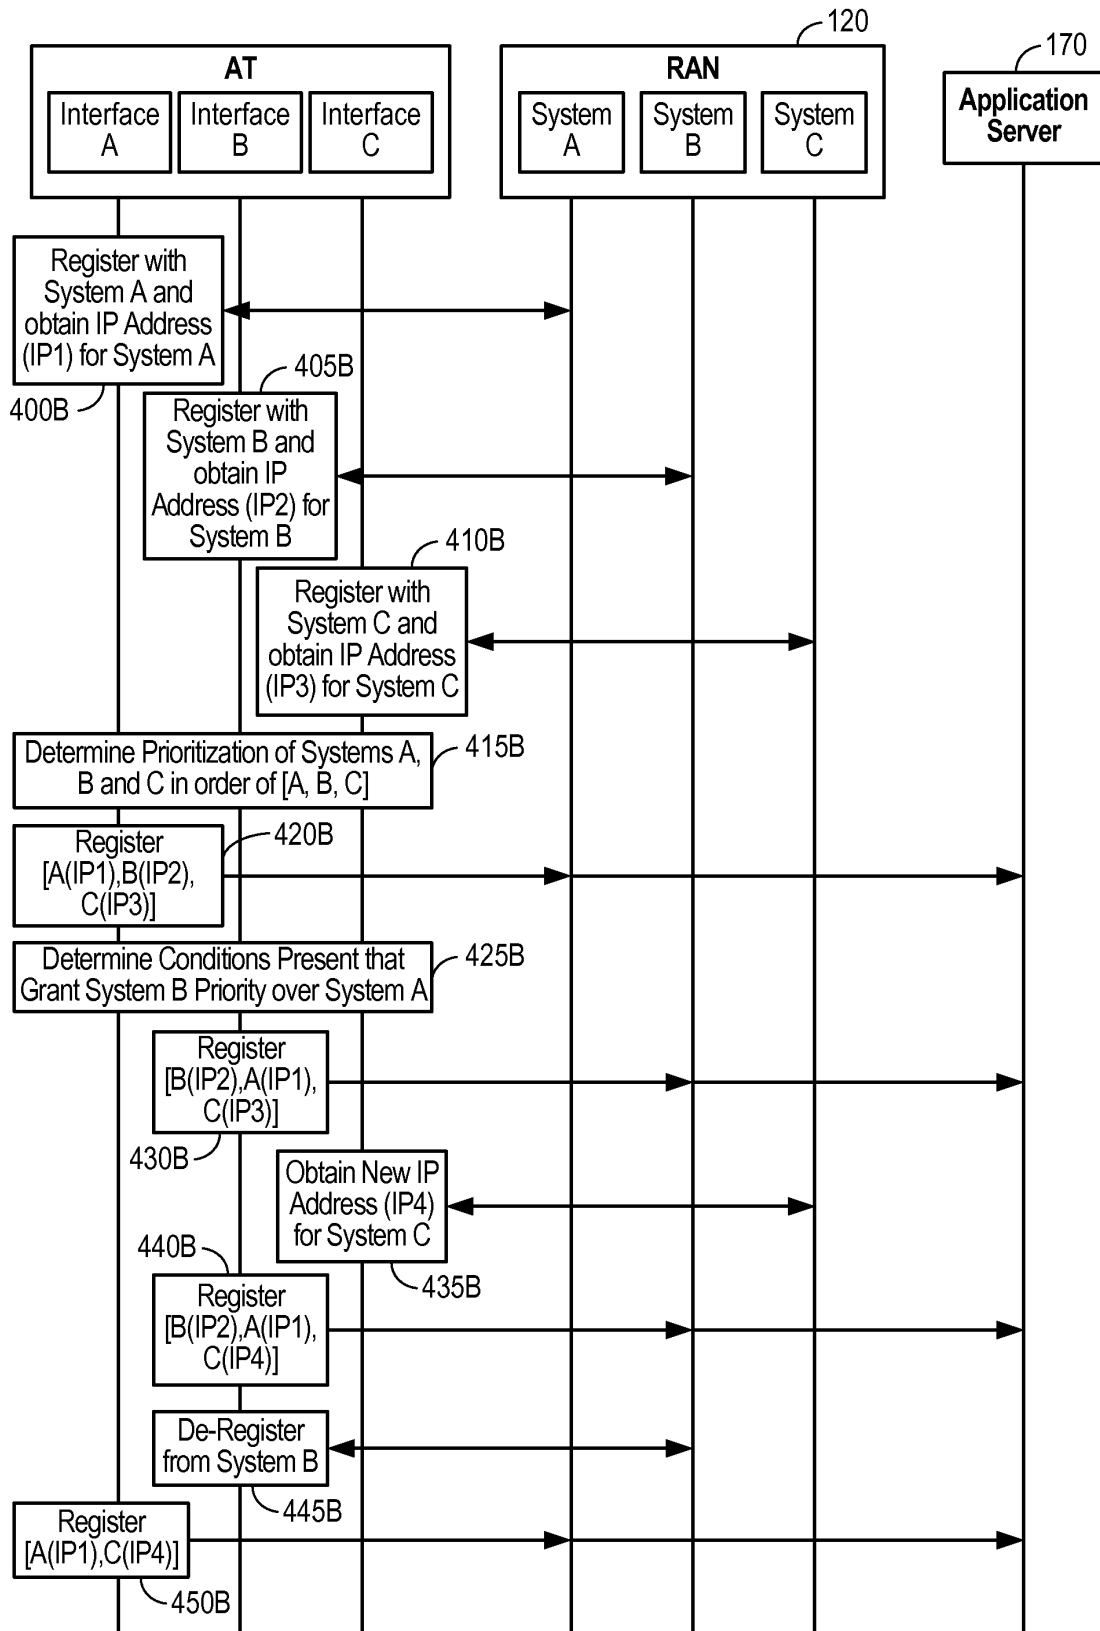 120
170
AT
RAN
Application
Server
Interface
A
Interface
B
Interface
C
System
A
System
B
System
C
Register with
System A and
obtain IP Address
(IP1) for System A
400B
405B
Register with
System B and
obtain IP
Address (IP2) for
System B
410B
Register with
System C and
obtain IP Address
(IP3) for System C
Determine Prioritization of Systems A,
B and C in order of [A, B, C]
415B
Register
[A(IP1),B(IP2),
C(IP3)]
420B
Determine Conditions Present that
Grant System B Priority over System A
425B
Register
[B(IP2),A(IP1),
C(IP3)]
430B
Obtain New IP
Address (IP4)
for System C
435B
440B
Register
[B(IP2),A(IP1),
C(IP4)]
De-Register
from System B
445B
Register
[A(IP1),C(IP4)]
450B